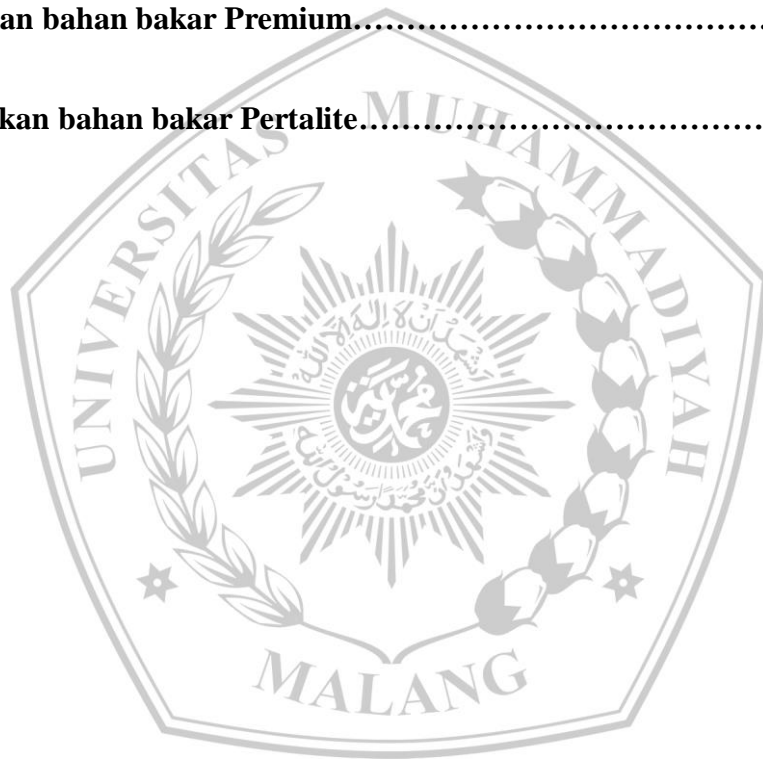 an bahan bakar Premium……………………………………
kan bahan bakar Pertalite……………………………………
UNIVERSITAS MUHAMMADIYAH
MALANG